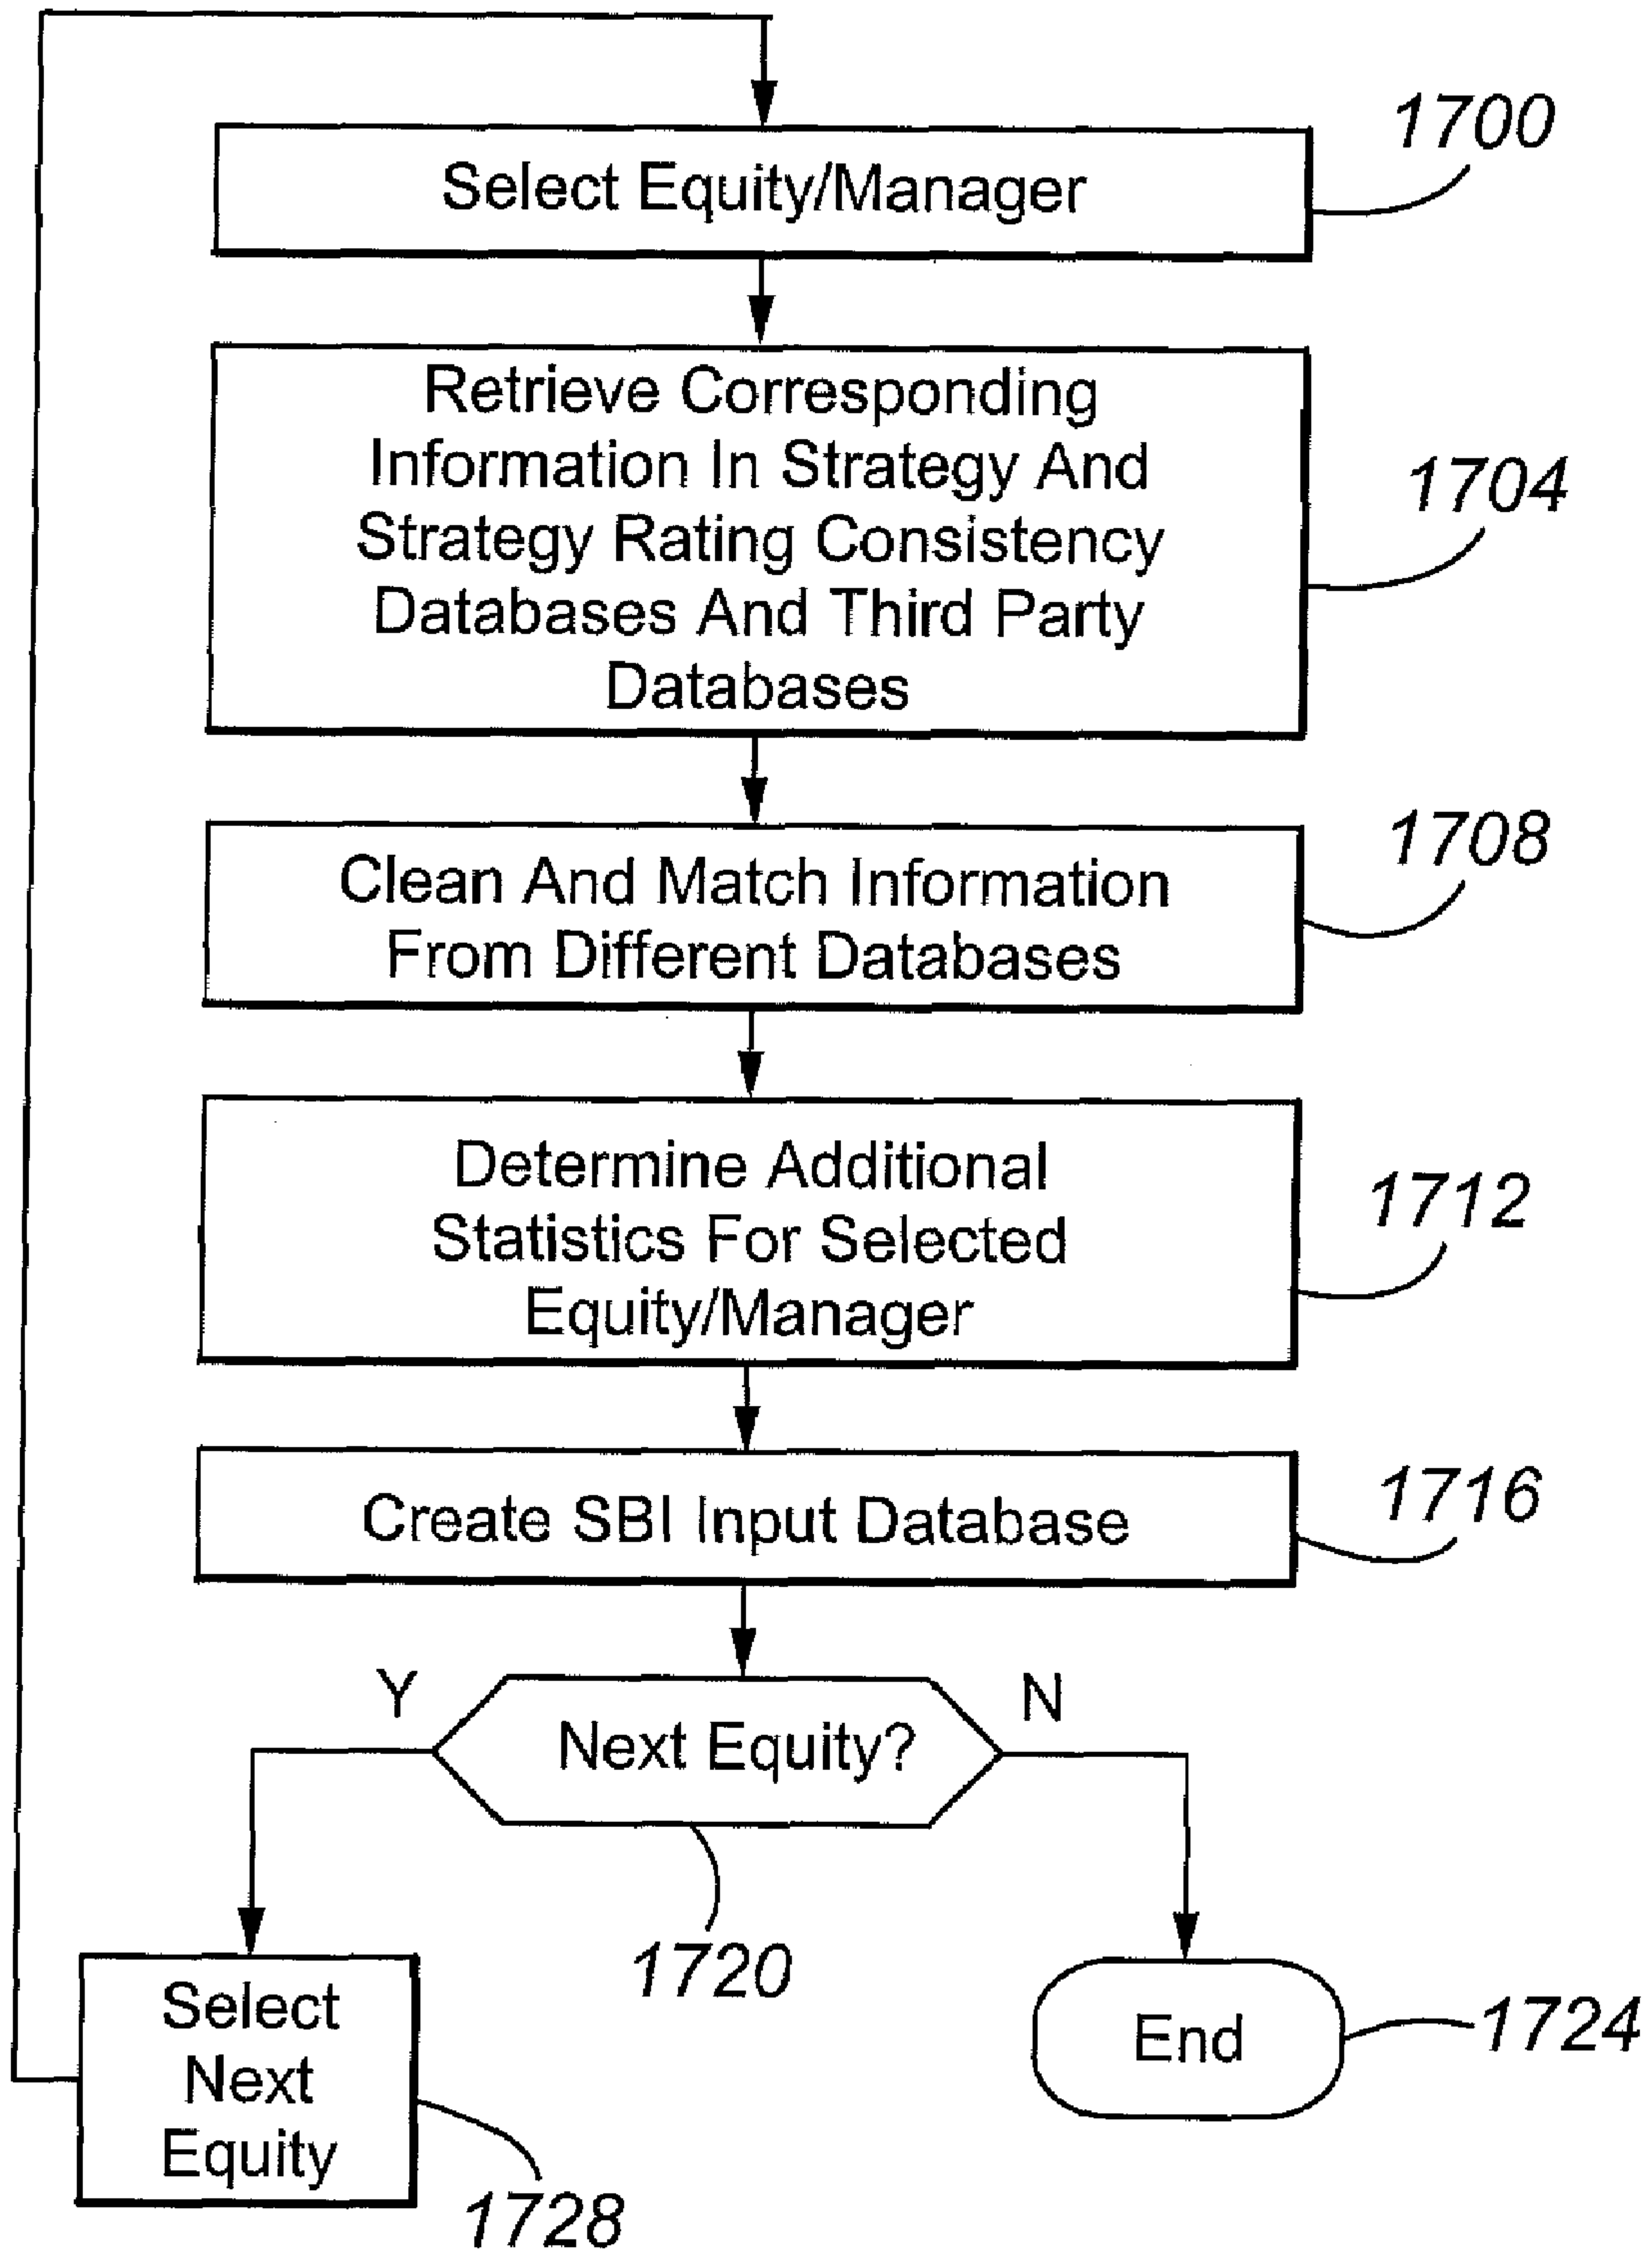 1700
Select Equity/Manager
Retrieve Corresponding
Information In Strategy And
Strategy Rating Consistency
Databases And Third Party
Databases
1704
Clean And Match Information
From Different Databases
1708
Determine Additional
Statistics For Selected
Equity/Manager
1712
Create SBI Input Database
1716
Y
N
Next Equity?
1720
Select
Next
Equity
1728
End
1724